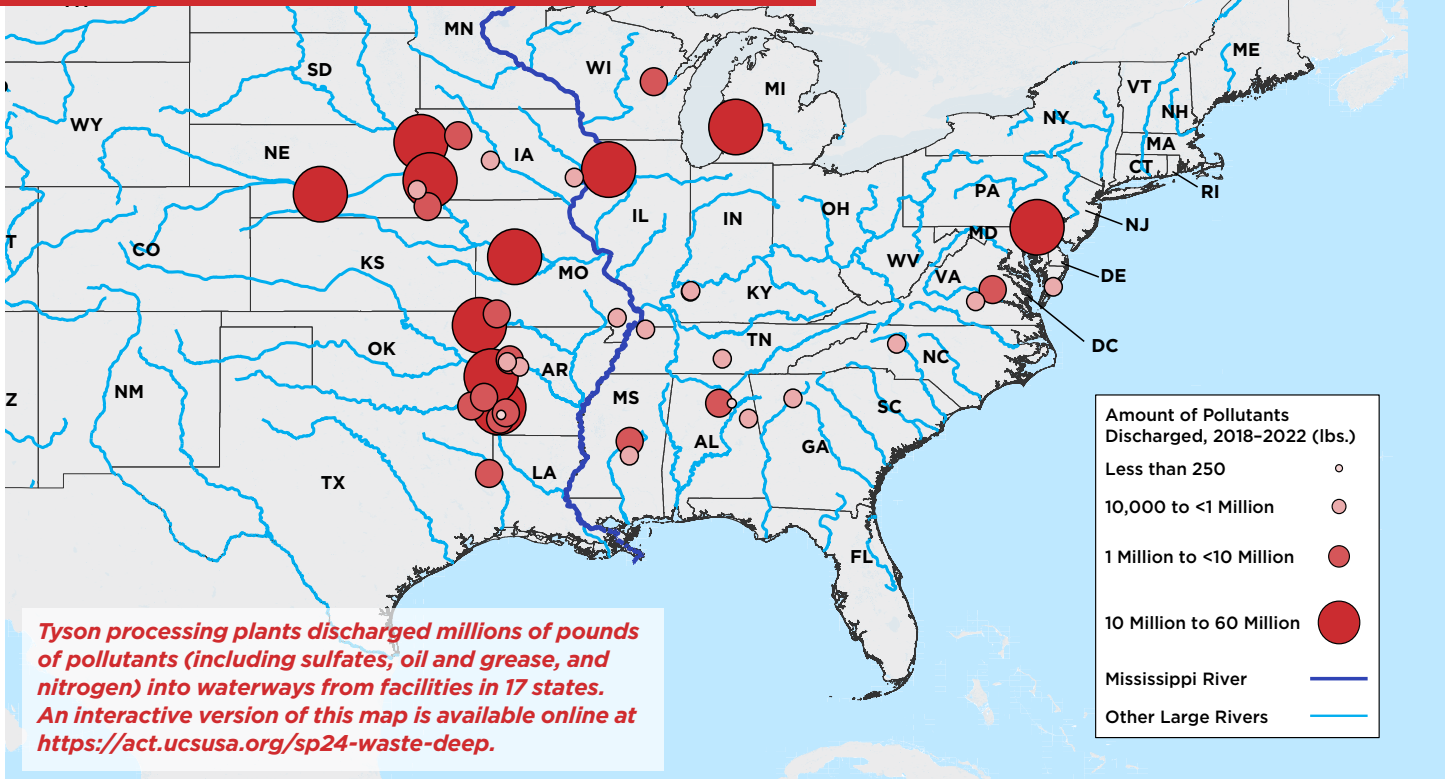 MN
ME
WI
SD
MI
VT
WY
NH
NY
MA
NE
IA
CT
PA
RI
OH
IL
IN
NJ
MD
T
CO
WV
KS
VA
MO
DE
KY
TN
DC
OK
NC
AR
NM
MS
Z
SC
AL
GA
LA
TX
FL
Amount of Pollutants
Discharged, 2018–2022 (lbs.)
Less than 250
10,000 to <1 Million
1 Million to <10 Million
10 Million to 60 Million
Mississippi River
Other Large Rivers
Tyson processing plants discharged millions of pounds
of pollutants (including sulfates, oil and grease, and
nitrogen) into waterways from facilities in 17 states.
An interactive version of this map is available online at
https://act.ucsusa.org/sp24-waste-deep.